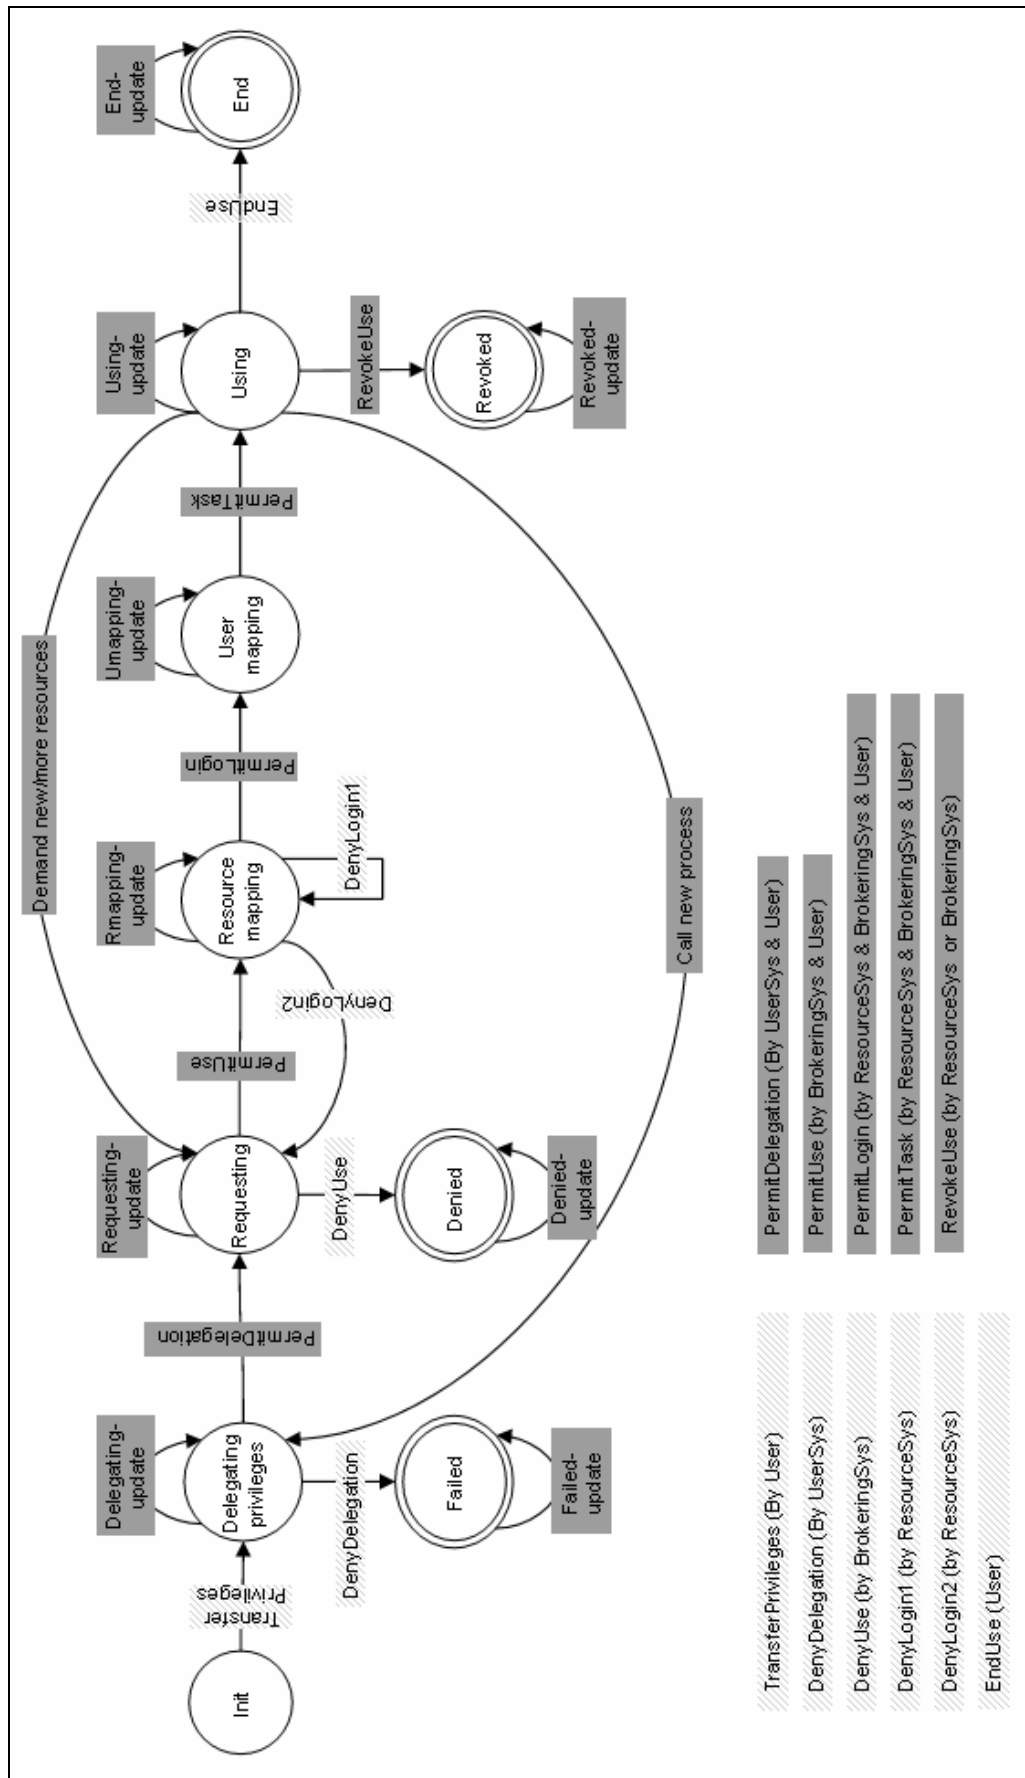 Init
Transfer
Privileges
Delegating-
update
Delegating
privileges
DenyDelegation
Failed
Failed-
update
PermitDelegation
Requesting-
update
Requesting
DenyUse
Denied
Denied-
update
PermitUse
Demand new/more resources
Rmapping-
update
Resource
mapping
DenyLogin1
DenyLogin2
PermitLogin
Umapping-
update
User
mapping
PermitTask
Using-
update
Using
RevokeUse
Revoked
Revoked-
update
EndUse
End-
update
End
Call new process
TransferPrivileges (By User)
DenyDelegation (By UserSys)
DenyUse (by BrokeringSys)
DenyLogin1 (by ResourceSys)
DenyLogin2 (by ResourceSys)
EndUse (User)
PermitDelegation (By UserSys & User)
PermitUse (by BrokeringSys & User)
PermitLogin (by ResourceSys & BrokeringSys & User)
PermitTask (by ResourceSys & BrokeringSys & User)
RevokeUse (by ResourceSys or BrokeringSys)